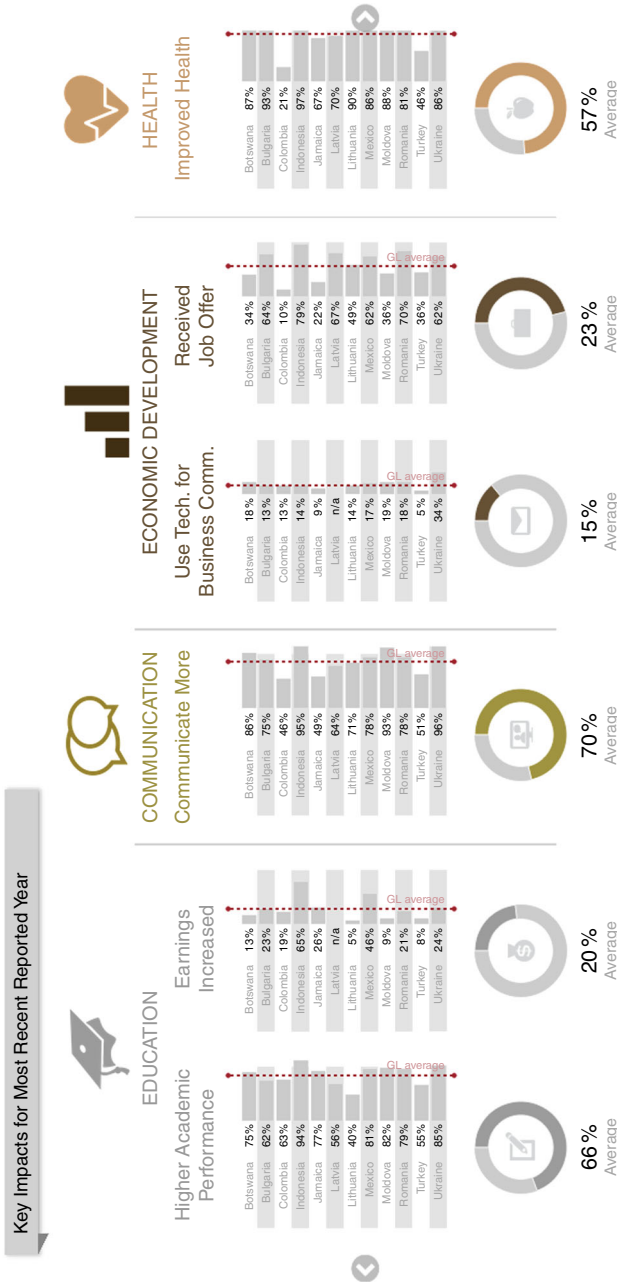 Key Impacts for Most Recent Reported Year
EDUCATION
Higher Academic
Performance
Botswana 75%
Bulgaria 62%
Colombia 63%
Indonesia 94%
Jamaica 77%
Latvia 56%
Lithuania 40%
Mexico 81%
Moldova 82%
Romania 79%
Turkey 55%
Ukraine 85%
GL average
66%
Average
Earnings
Increased
Botswana 13%
Bulgaria 23%
Colombia 19%
Indonesia 65%
Jamaica 26%
Latvia n/a
Lithuania 5%
Mexico 46%
Moldova 9%
Romania 21%
Turkey 8%
Ukraine 24%
GL average
$
20%
Average
COMMUNICATION
Communicate More
Botswana 86%
Bulgaria 75%
Colombia 46%
Indonesia 95%
Jamaica 49%
Latvia 64%
Lithuania 71%
Mexico 78%
Moldova 93%
Romania 78%
Turkey 51%
Ukraine 96%
GL average
70%
Average
ECONOMIC DEVELOPMENT
Use Tech. for
Business Comm.
Botswana 18%
Bulgaria 13%
Colombia 13%
Indonesia 14%
Jamaica 9%
Latvia n/a
Lithuania 14%
Mexico 17%
Moldova 19%
Romania 18%
Turkey 5%
Ukraine 34%
GL average
15%
Average
Received
Job Offer
Botswana 34%
Bulgaria 64%
Colombia 10%
Indonesia 79%
Jamaica 22%
Latvia 67%
Lithuania 49%
Mexico 62%
Moldova 36%
Romania 70%
Turkey 36%
Ukraine 62%
GL average
23%
Average
HEALTH
Improved Health
Botswana 87%
Bulgaria 93%
Colombia 21%
Indonesia 97%
Jamaica 67%
Latvia 70%
Lithuania 90%
Mexico 86%
Moldova 88%
Romania 81%
Turkey 46%
Ukraine 86%
57%
Average